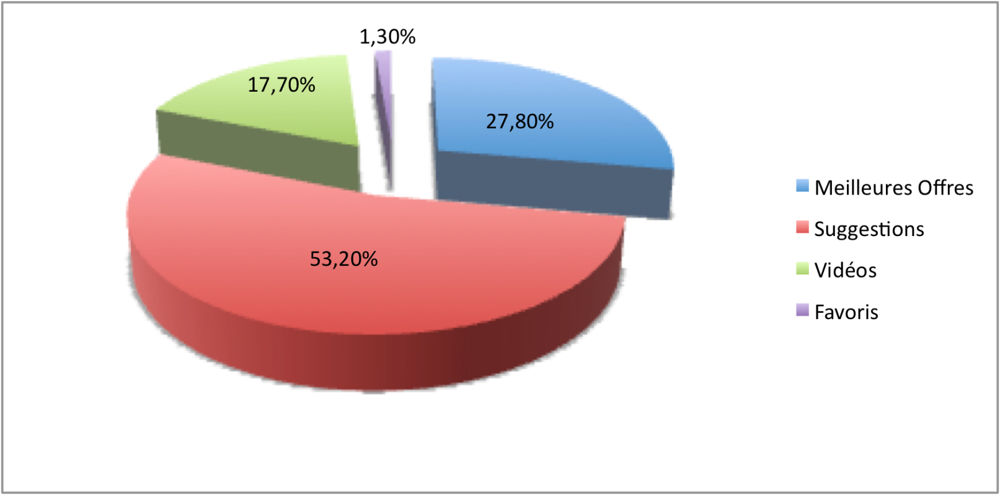 1,30%
17,70%
27,80%
53,20%
Meilleures Offres
Suggestions
Vidéos
Favoris